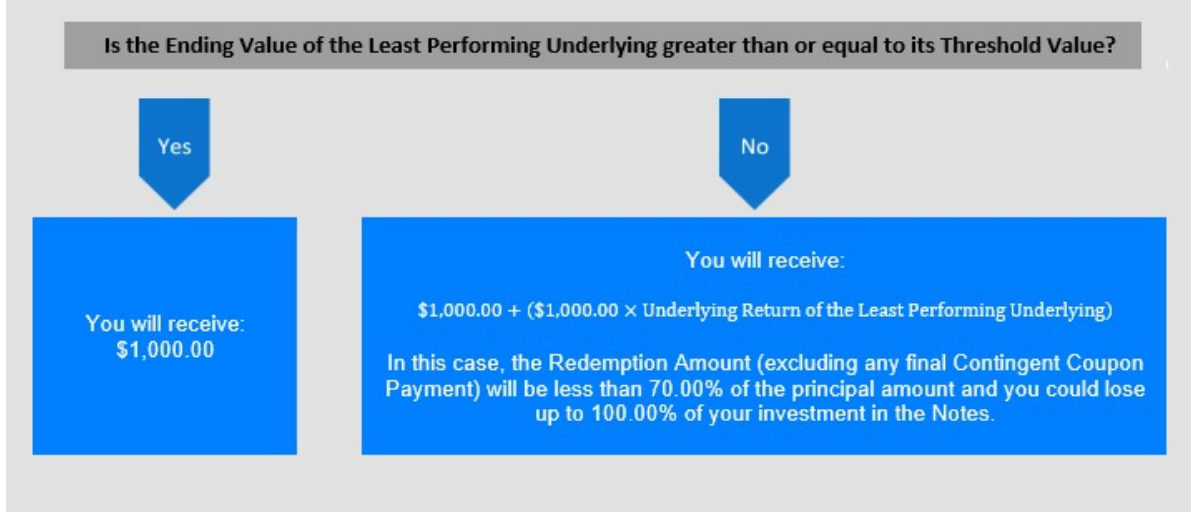 Is the Ending Value of the Least Performing Underlying greater than or equal to its Threshold Value?
Yes
No
You will receive:
$1,000.00
You will receive:
$1,000.00 + ($1,000.00 × Underlying Return of the Least Performing Underlying)
In this case, the Redemption Amount (excluding any final Contingent Coupon
Payment) will be less than 70.00% of the principal amount and you could lose
up to 100.00% of your investment in the Notes.